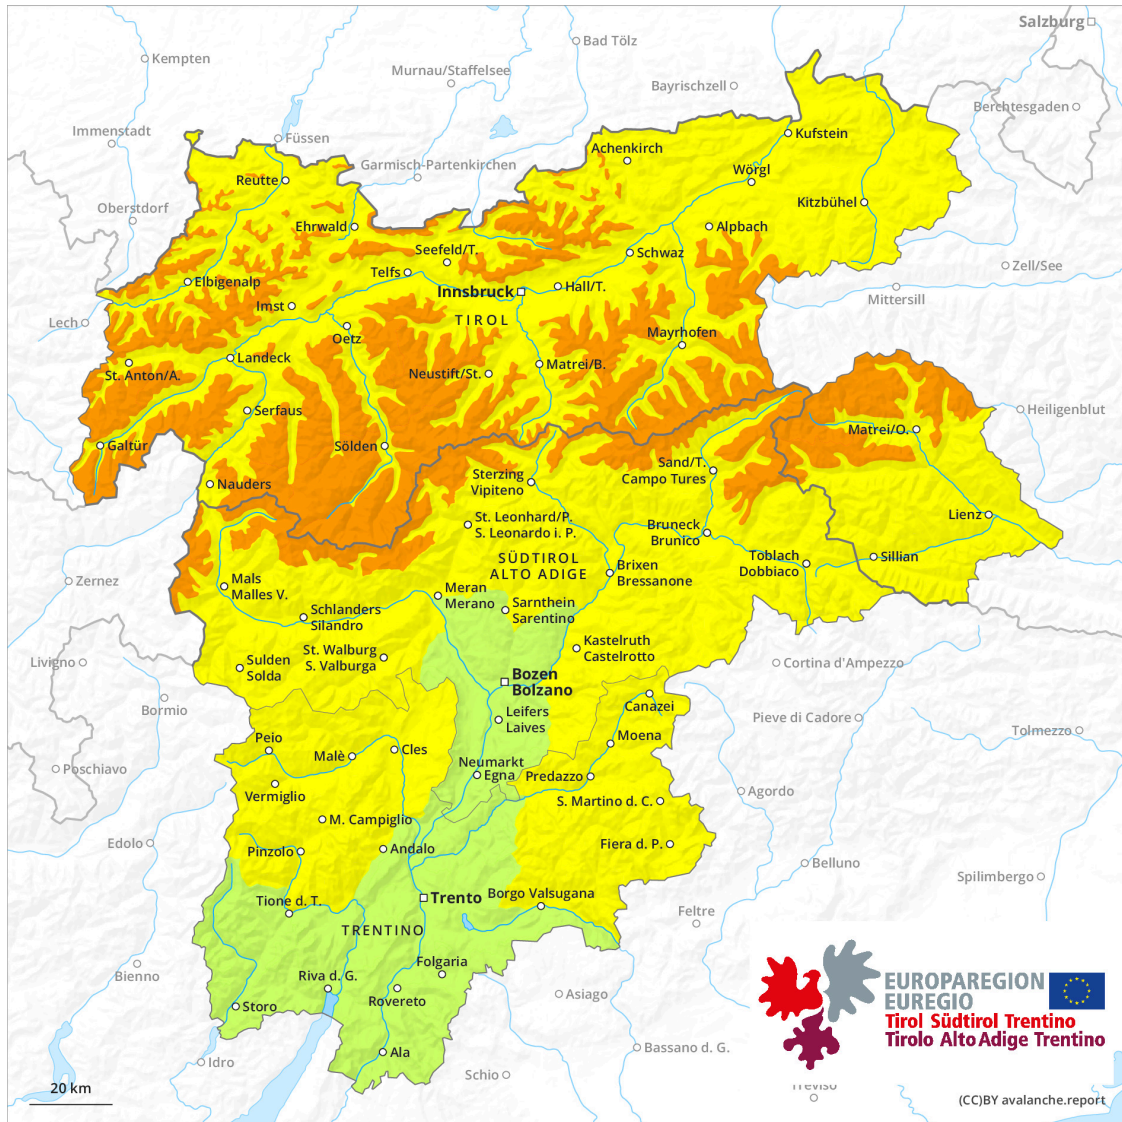 Salzburg
Bad Tölz
Kempten
Murnau/Staffelsee
Bayrischzell
Berchtesgaden
Immenstadt
Füssen
Kufstein
Achenkirch
Garmisch-Partenkirchen
Wörgl
Reutte
Kitzbühel
Oberstdorf
Ehrwald
Alpbach
Seefeld/T.
Schwaz
Zell/See
Telfs
Elbigenalp
Innsbruck
Hall/T.
Mittersill
Imst
TIROL
Lech
Oetz
Mayrhofen
Landeck
Matrei/B.
St. Anton/A.
Neustift/St.
Serfaus
Heiligenblut
Matrei/O.
Galtür
Sölden
Sand/T.
Campo Tures
Sterzing
Vipiteno
Nauders
Lienz
St. Leonhard/P.
S. Leonardo i. P.
Bruneck
Brunico
SÜDTIROL
ALTO ADIGE
Toblach
Dobbiaco
Sillian
Brixen
Bressanone
Zernez
Mals
Malles V.
Meran
Merano
Schlanders
Silandro
Sarnthein
Sarentino
Kastelruth
Castelrotto
St. Walburg
S. Valburga
Livigno
Sulden
Solda
Cortina d'Ampezzo
Bozen
Bolzano
Bormio
Canazei
Leifers
Laives
Pieve di Cadore
Tolmezzo
Moena
Peio
Cles
Malè
Neumarkt
Egna
Poschiavo
Predazzo
Vermiglio
Agordo
S. Martino d. C.
M. Campiglio
Edolo
Fiera d. P.
Pinzolo
Andalo
Belluno
Spilimbergo
Tione d. T.
Trento
Borgo Valsugana
Feltre
TRENTINO
Folgaria
Bienno
Riva d. G.
Rovereto
Asiago
Storo
Ala
Bassano d. G.
Idro
Schio
Treviso
EUROPAREGION
EUREGIO
Tirol Südtirol Trentino
Tirolo Alto Adige Trentino
20 km
(CC)BY avalanche.report